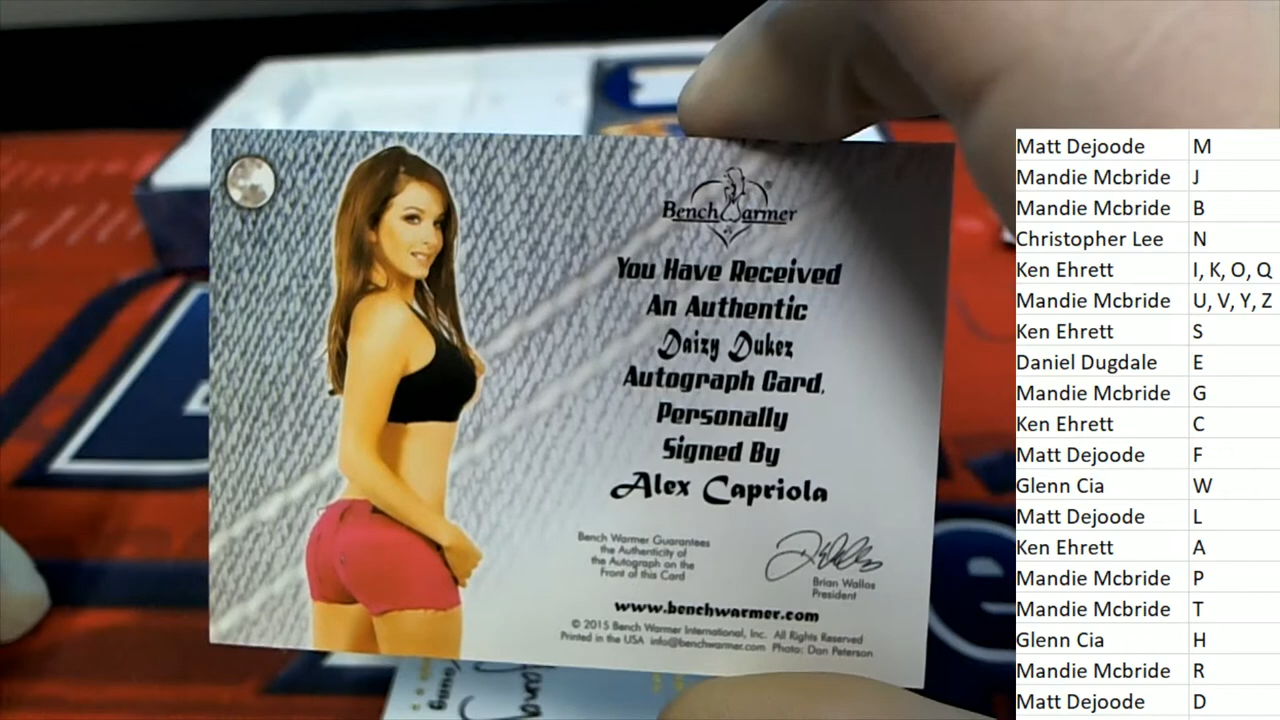 Bench Warmer
You Have Received
An Authentic
Daizy Dukez
Autograph Card,
Personally
Signed By
Alex Capriola
Bench Warmer Guarantees
the Authenticity of
the Autograph on the
Front of this Card
Brian Wallos
President
www.benchwarmer.com
© 2015 Bench Warmer International, Inc. All Rights Reserved
Printed in the USA info@benchwarmer.com Photo: Dan Peterson
Matt Dejoode M
Mandie Mcbride J
Mandie Mcbride B
Christopher Lee N
Ken Ehrett I, K, O, Q
Mandie Mcbride U, V, Y, Z
Ken Ehrett S
Daniel Dugdale E
Mandie Mcbride G
Ken Ehrett C
Matt Dejoode F
Glenn Cia W
Matt Dejoode L
Ken Ehrett A
Mandie Mcbride P
Mandie Mcbride T
Glenn Cia H
Mandie Mcbride R
Matt Dejoode D